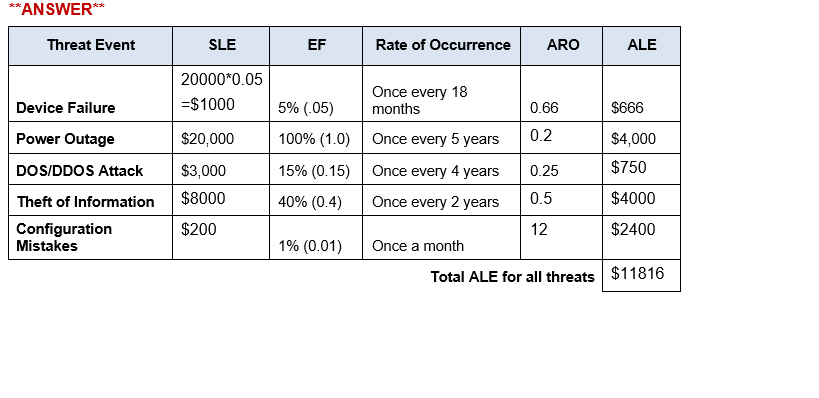 **ANSWER**
Threat Event SLE EF Rate of Occurrence ARO ALE
20000*0.05
=$1000
Once every 18
Device Failure 5% (.05) months 0.66 $666
Power Outage $20,000 100% (1.0) Once every 5 years 0.2 $4,000
DOS/DDOS Attack $3,000 15% (0.15) Once every 4 years 0.25 $750
Theft of Information $8000 40% (0.4) Once every 2 years 0.5 $4000
Configuration $200 12 $2400
Mistakes 1% (0.01) Once a month
Total ALE for all threats $11816